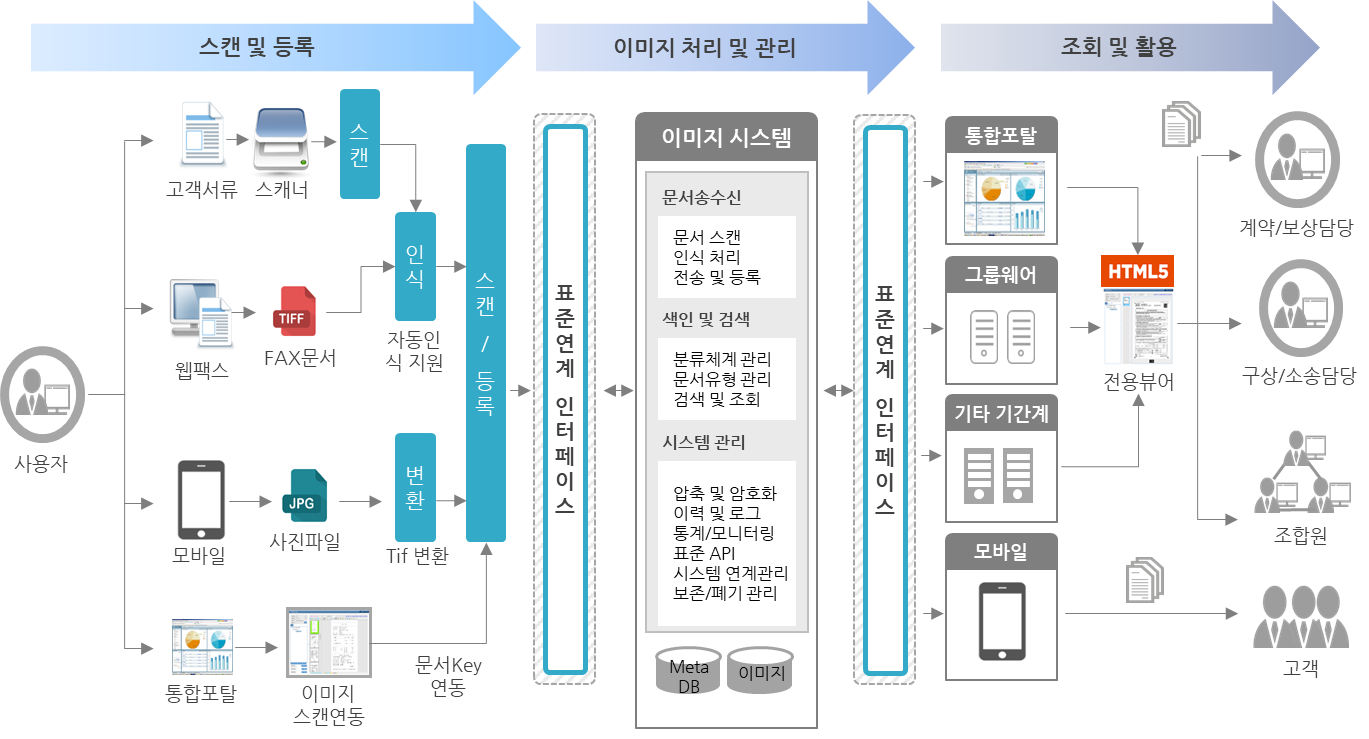 스캔 및 등록
이미지 처리 및 관리
조회 및 활용
고객서류
스캐너
스
캔
웹팩스
TIFF
FAX문서
인
식
자동인
식 지원
사용자
모바일
JPG
사진파일
변
환
Tif 변환
통합포탈
이미지
스캔연동
문서Key
연동
스
캔
/
등
록
표
준
연
계
인
터
페
이
스
이미지 시스템
문서송수신
문서 스캔
인식 처리
전송 및 등록
색인 및 검색
분류체계 관리
문서유형 관리
검색 및 조회
시스템 관리
압축 및 암호화
이력 및 로그
통계/모니터링
표준 API
시스템 연계관리
보존/폐기 관리
Meta
DB
이미지
표
준
연
계
인
터
페
이
스
통합포탈
그룹웨어
기타 기간계
모바일
HTML5
전용뷰어
계약/보상담당
구상/소송담당
조합원
고객